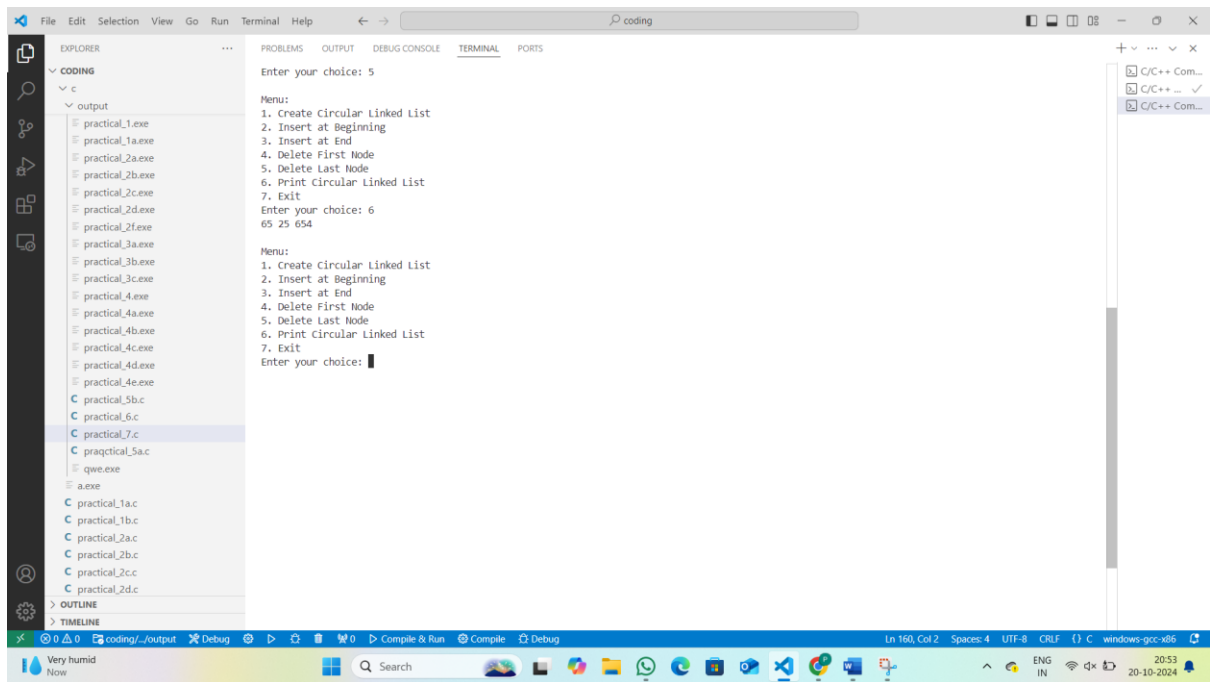 File Edit Selection View Go Run Terminal Help
coding
EXPLORER
PROBLEMS OUTPUT DEBUG CONSOLE TERMINAL PORTS
CODING
c
output
practical_1.exe
practical_1a.exe
practical_2a.exe
practical_2b.exe
practical_2c.exe
practical_2d.exe
practical_2f.exe
practical_3a.exe
practical_3b.exe
practical_3c.exe
practical_4.exe
practical_4a.exe
practical_4b.exe
practical_4c.exe
practical_4d.exe
practical_4e.exe
C practical_5b.c
C practical_6.c
C practical_7.c
C praqctical_5a.c
qwe.exe
a.exe
C practical_1a.c
C practical_1b.c
C practical_2a.c
C practical_2b.c
C practical_2c.c
C practical_2d.c
OUTLINE
TIMELINE
Enter your choice: 5
Menu:
1. Create Circular Linked List
2. Insert at Beginning
3. Insert at End
4. Delete First Node
5. Delete Last Node
6. Print Circular Linked List
7. Exit
Enter your choice: 6
65 25 654
Menu:
1. Create Circular Linked List
2. Insert at Beginning
3. Insert at End
4. Delete First Node
5. Delete Last Node
6. Print Circular Linked List
7. Exit
Enter your choice:
C/C++ Com...
C/C++ ...
C/C++ Com...
0 0 coding/../output Debug 0 Compile & Run Compile Debug Ln 160, Col 2 Spaces: 4 UTF-8 CRLF {} C windows-gcc-x86
Very humid
Now
Search
ENG
IN
20:53
20-10-2024